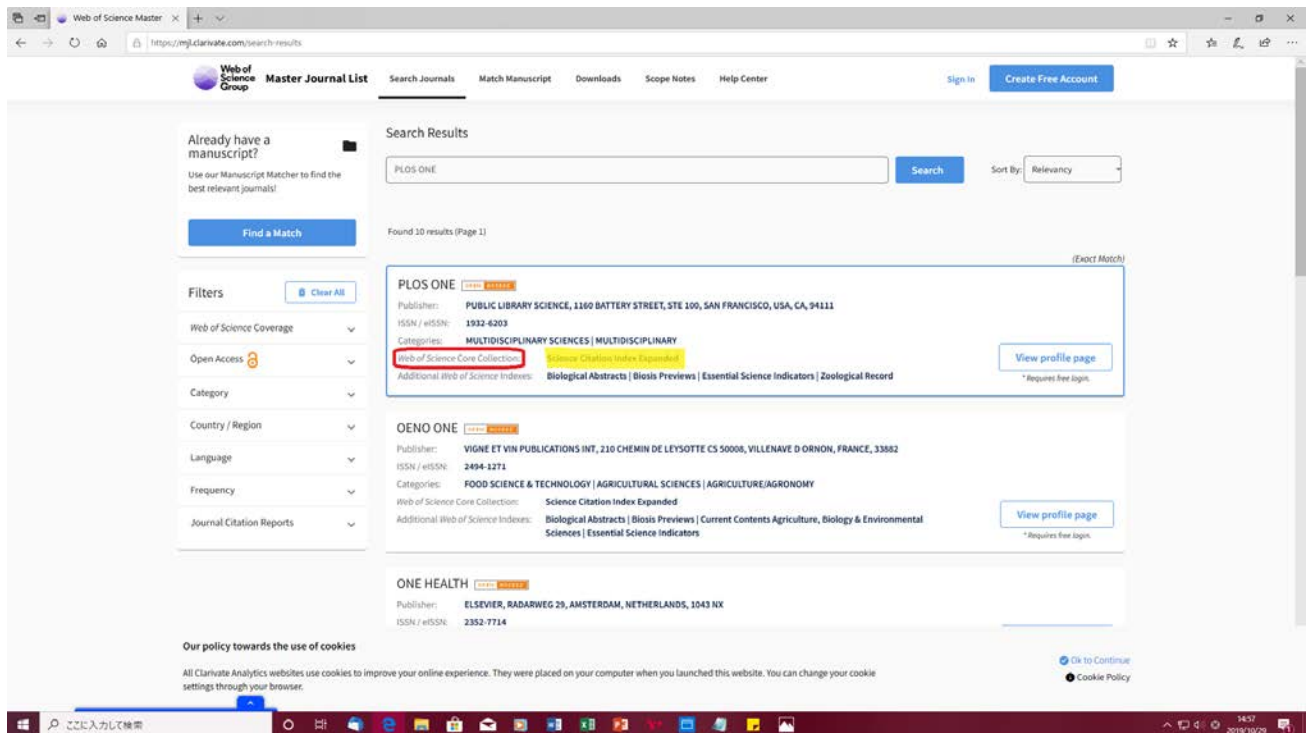 Web of Science Master
https://mjl.clarivate.com/search-results
Web of
Science
Group
Master Journal List
Search Journals
Match Manuscript
Downloads
Scope Notes
Help Center
Sign In
Create Free Account
Already have a
manuscript?
Use our Manuscript Matcher to find the
best relevant journals!
Find a Match
Filters
Clear All
Web of Science Coverage
Open Access
Category
Country / Region
Language
Frequency
Journal Citation Reports
Search Results
PLOS ONE
Search
Sort By:
Relevancy
Found 10 results (Page 1)
(Exact Match)
PLOS ONE OPEN ACCESS
Publisher: PUBLIC LIBRARY SCIENCE, 1160 BATTERY STREET, STE 100, SAN FRANCISCO, USA, CA, 94111
ISSN / eISSN: 1932-6203
Categories: MULTIDISCIPLINARY SCIENCES | MULTIDISCIPLINARY
Web of Science Core Collection: Science Citation Index Expanded
Additional Web of Science Indexes: Biological Abstracts | Biosis Previews | Essential Science Indicators | Zoological Record
View profile page
* Requires free login.
OENO ONE OPEN ACCESS
Publisher: VIGNE ET VIN PUBLICATIONS INT, 210 CHEMIN DE LEYSOTTE CS 50008, VILLENAVE D ORNON, FRANCE, 33882
ISSN / eISSN: 2494-1271
Categories: FOOD SCIENCE & TECHNOLOGY | AGRICULTURAL SCIENCES | AGRICULTURE/AGRONOMY
Web of Science Core Collection: Science Citation Index Expanded
Additional Web of Science Indexes: Biological Abstracts | Biosis Previews | Current Contents Agriculture, Biology & Environmental
Sciences | Essential Science Indicators
View profile page
* Requires free login.
ONE HEALTH OPEN ACCESS
Publisher: ELSEVIER, RADARWEG 29, AMSTERDAM, NETHERLANDS, 1043 NX
ISSN / eISSN: 2352-7714
Our policy towards the use of cookies
All Clarivate Analytics websites use cookies to improve your online experience. They were placed on your computer when you launched this website. You can change your cookie
settings through your browser.
Ok to Continue
Cookie Policy
ここに入力して検索
14:57
2019/10/29